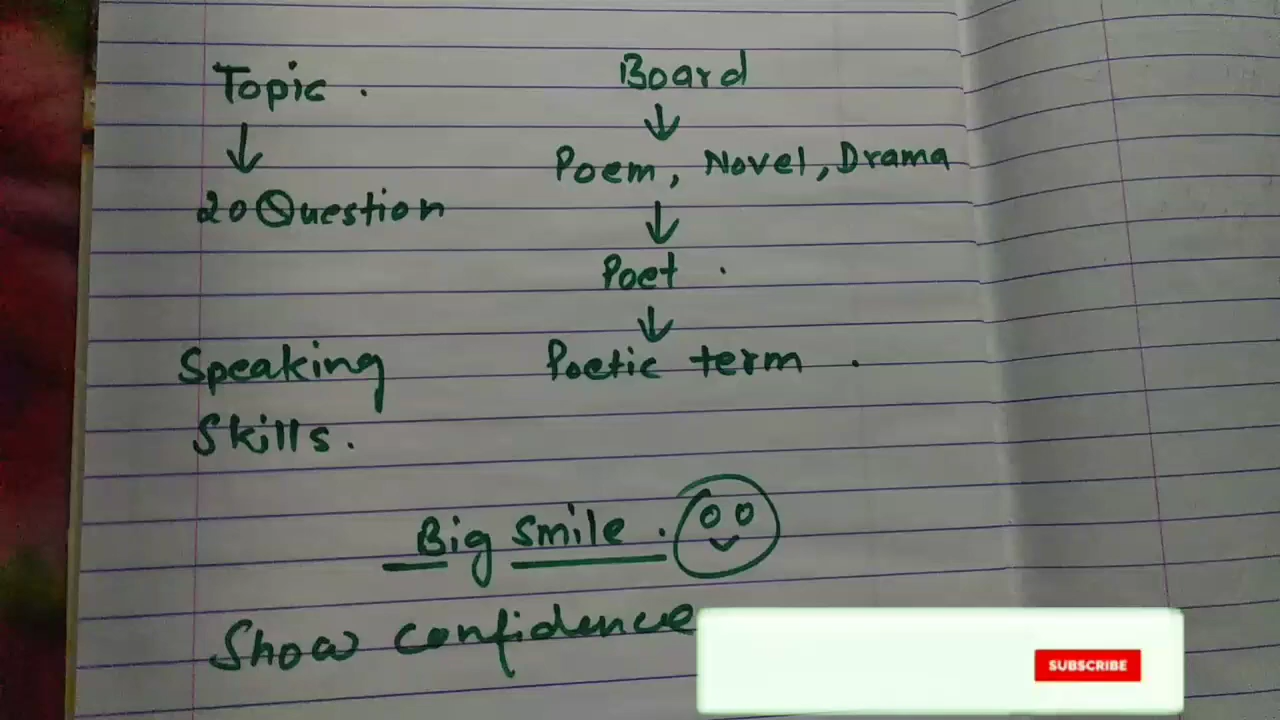 Topic .
↓
20 Question
Board
↓
Poem, Novel, Drama
↓
Poet .
↓
Poetic term .
Speaking
Skills.
Big smile .
Show confidence
SUBSCRIBE